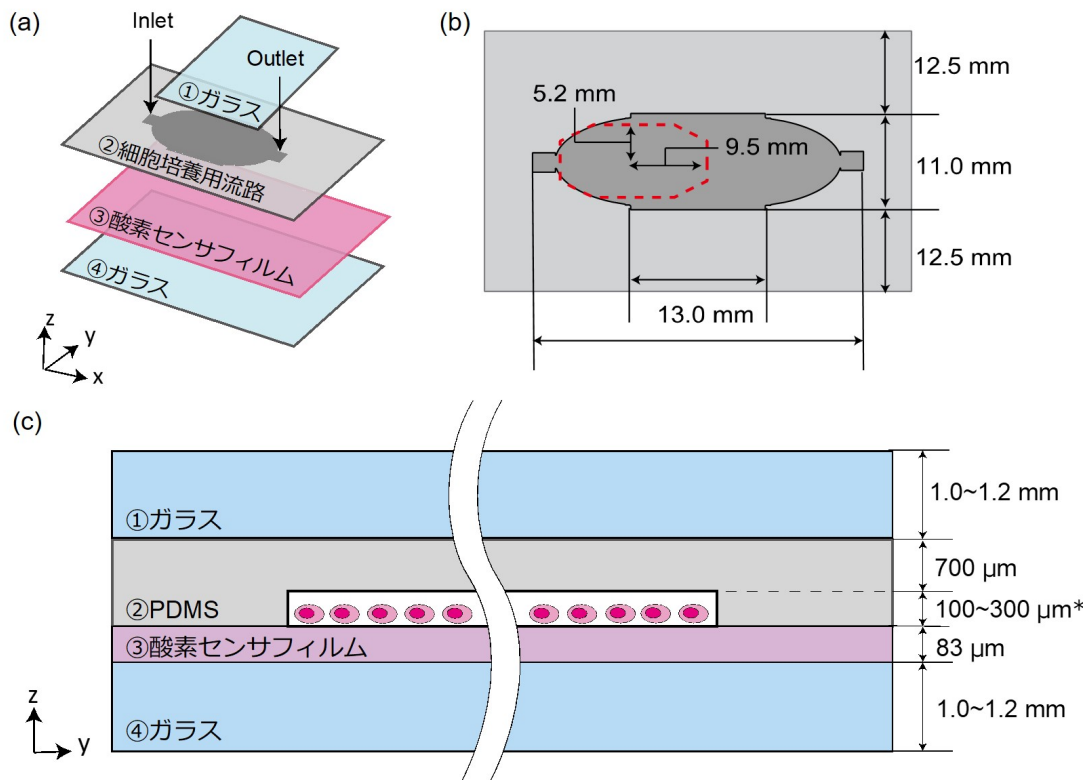 (a)
Inlet
Outlet
①ガラス
②細胞培養用流路
③酸素センサフィルム
④ガラス
z
y
x
(b)
12.5 mm
5.2 mm
9.5 mm
11.0 mm
12.5 mm
13.0 mm
(c)
1.0~1.2 mm
①ガラス
700 µm
②PDMS
100~300 µm*
③酸素センサフィルム
83 µm
④ガラス
1.0~1.2 mm
z
y